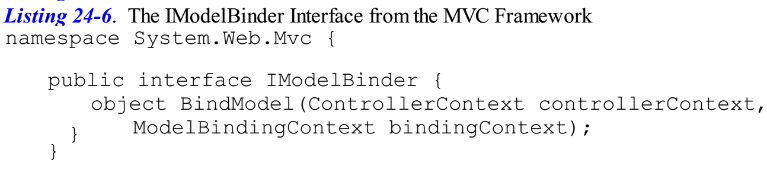 Listing 24-6. The IModelBinder Interface from the MVC Framework
namespace System.Web.Mvc {
public interface IModelBinder {
object BindModel(ControllerContext controllerContext,
ModelBindingContext bindingContext);
}
}